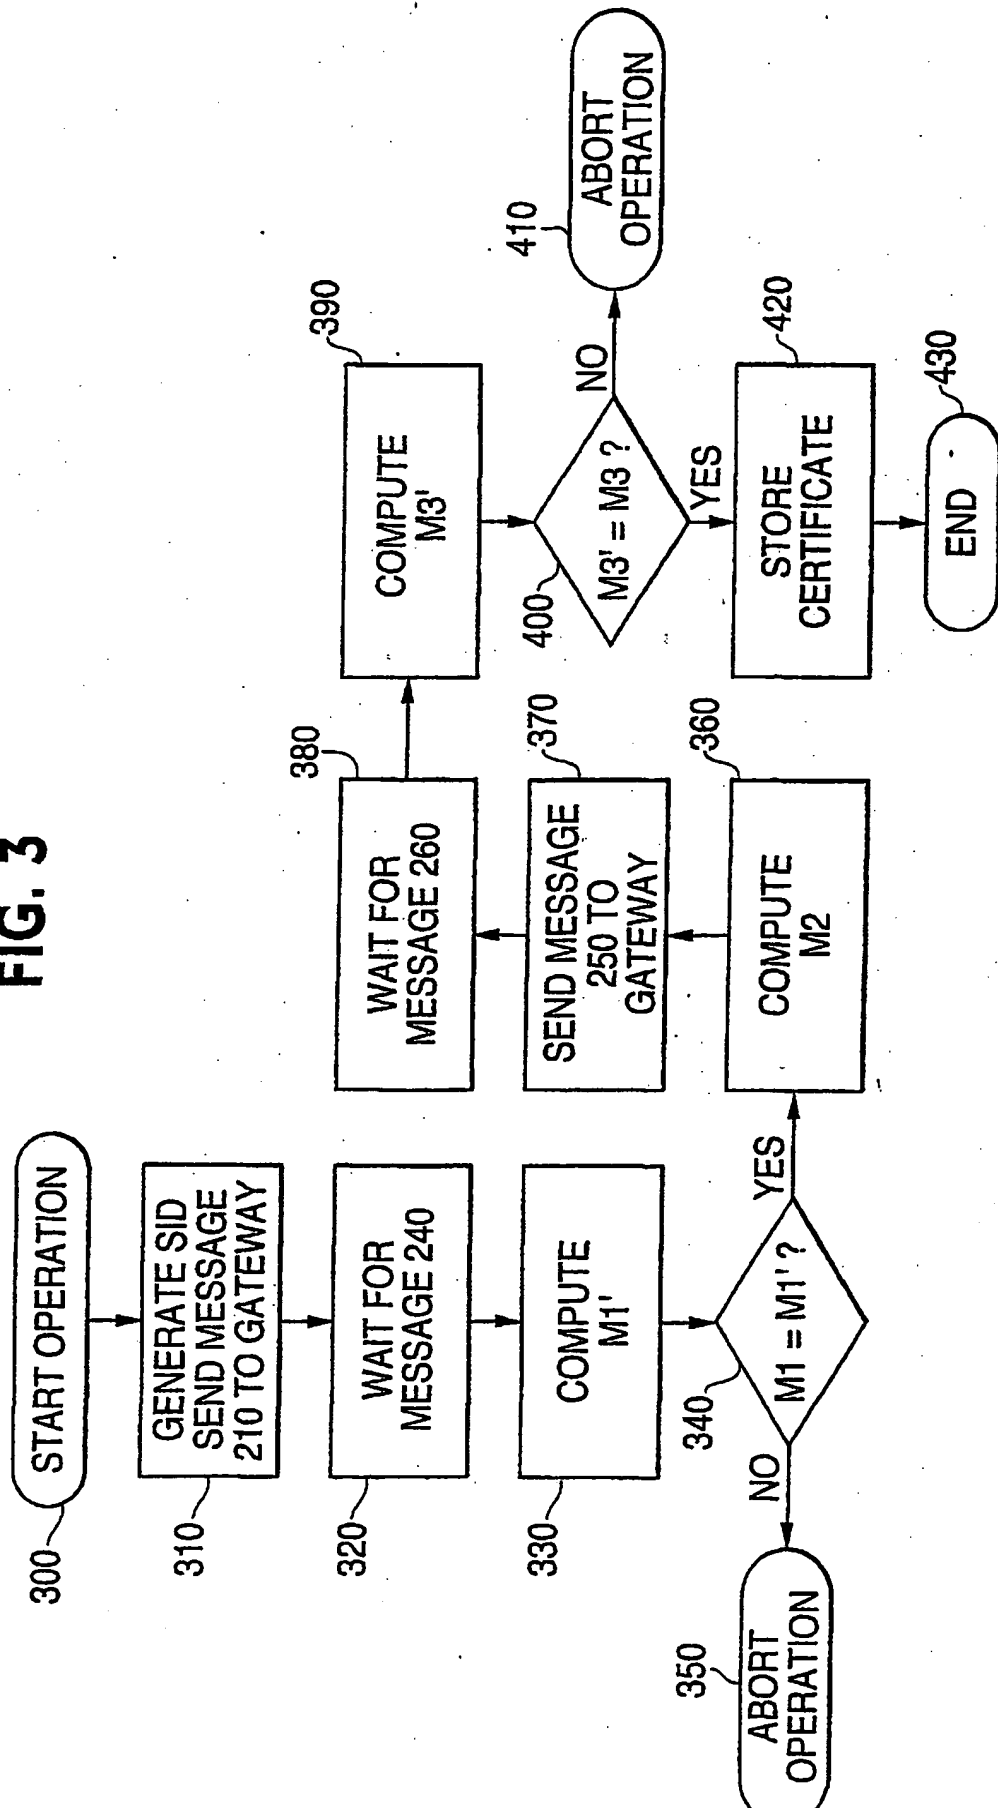 FIG. 3
300
START OPERATION
310
GENERATE SID
SEND MESSAGE
210 TO GATEWAY
320
WAIT FOR
MESSAGE 240
330
COMPUTE
M1'
340
M1 = M1' ?
NO
YES
350
ABORT
OPERATION
360
COMPUTE
M2
370
SEND MESSAGE
250 TO
GATEWAY
380
WAIT FOR
MESSAGE 260
390
COMPUTE
M3'
400
M3' = M3 ?
NO
YES
410
ABORT
OPERATION
420
STORE
CERTIFICATE
430
END